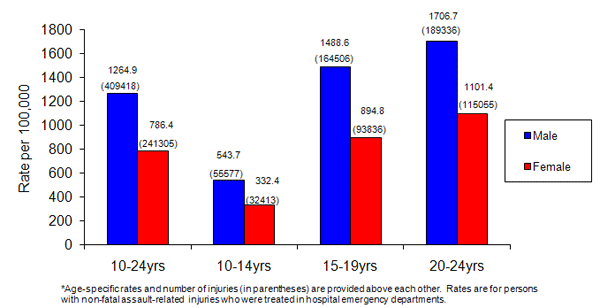 Rate per 100,000
1800
1600
1400
1200
1000
800
600
400
200
0
1264.9
(409418)
786.4
(241305)
543.7
(55577)
332.4
(32413)
1488.6
(164506)
894.8
(93836)
1706.7
(189336)
1101.4
(115055)
Male
Female
10-24yrs
10-14yrs
15-19yrs
20-24yrs
*Age-specific rates and number of injuries (in parentheses) are provided above each other. Rates are for persons
with non-fatal assault-related injuries who were treated in hospital emergency departments.